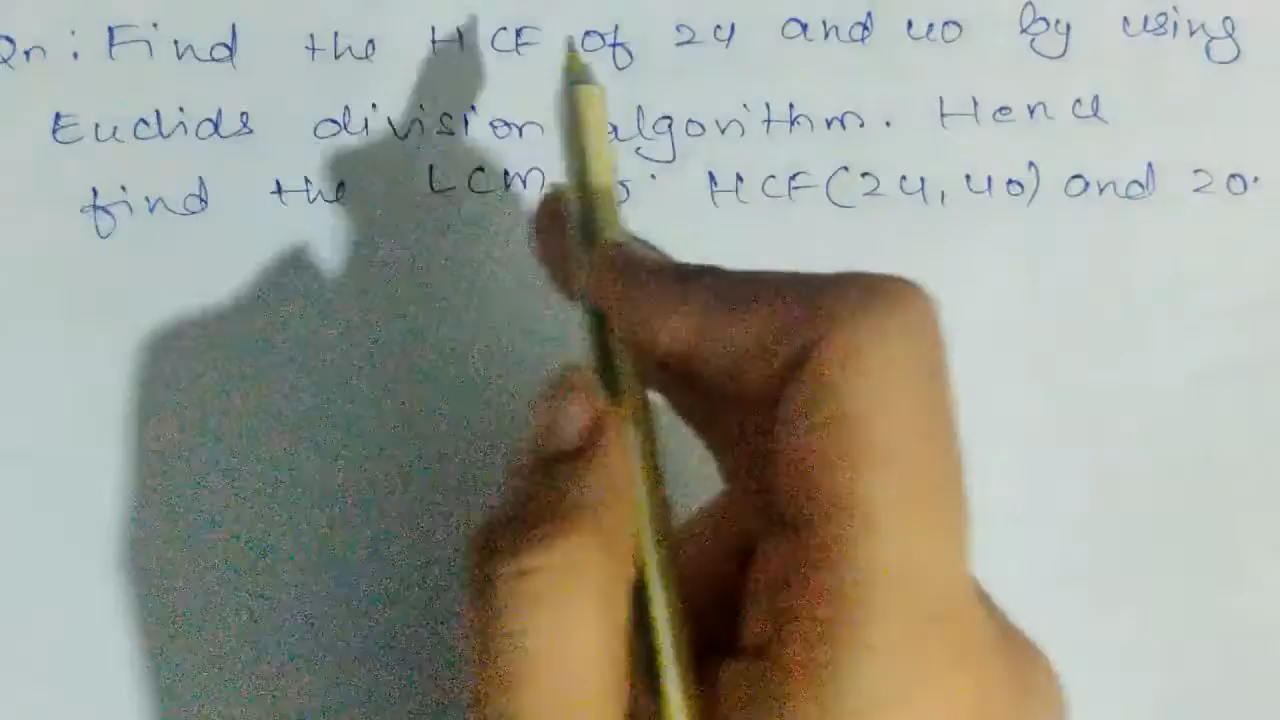 Qn: Find the HCF of 24 and 40 by using
Euclids division algorithm. Hence
find the LCM HCF(24,40) and 20.